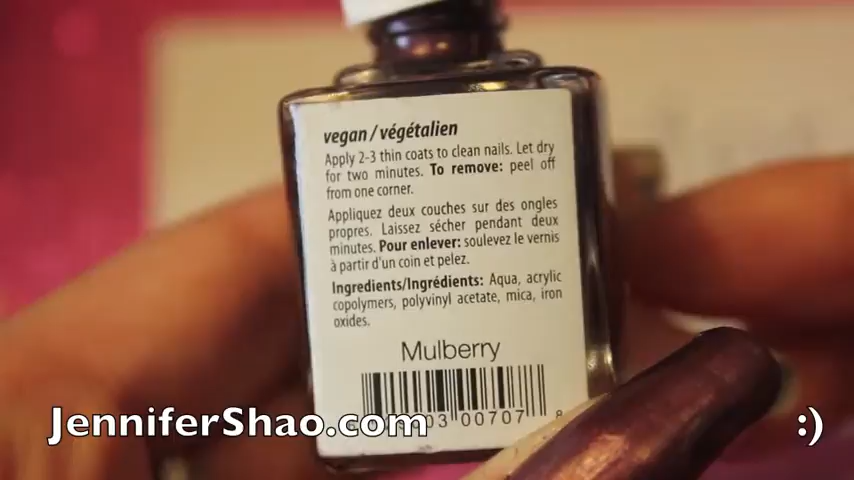 vegan / végétalien
Apply 2-3 thin coats to clean nails. Let dry
for two minutes. To remove: peel off
from one corner.
Appliquez deux couches sur des ongles
propres. Laissez sécher pendant deux
minutes. Pour enlever: soulevez le vernis
à partir d'un coin et pelez.
Ingredients/Ingrédients: Aqua, acrylic
copolymers, polyvinyl acetate, mica, iron
oxides.
Mulberry
03 00707 8
JenniferShao.com
:)